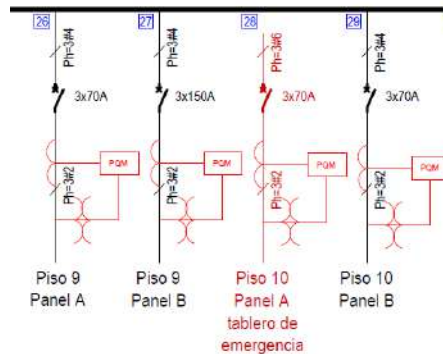 26 27 28 29
Ph=3#4 Ph=3#4 Ph=3#6 Ph=3#4
3x70A 3x150A 3x70A 3x70A
PQM PQM PQM PQM
Ph=3#2 Ph=3#2 Ph=3#2 Ph=3#2
Piso 9 Piso 9 Piso 10 Piso 10
Panel A Panel B Panel A Panel B
tablero de
emergencia